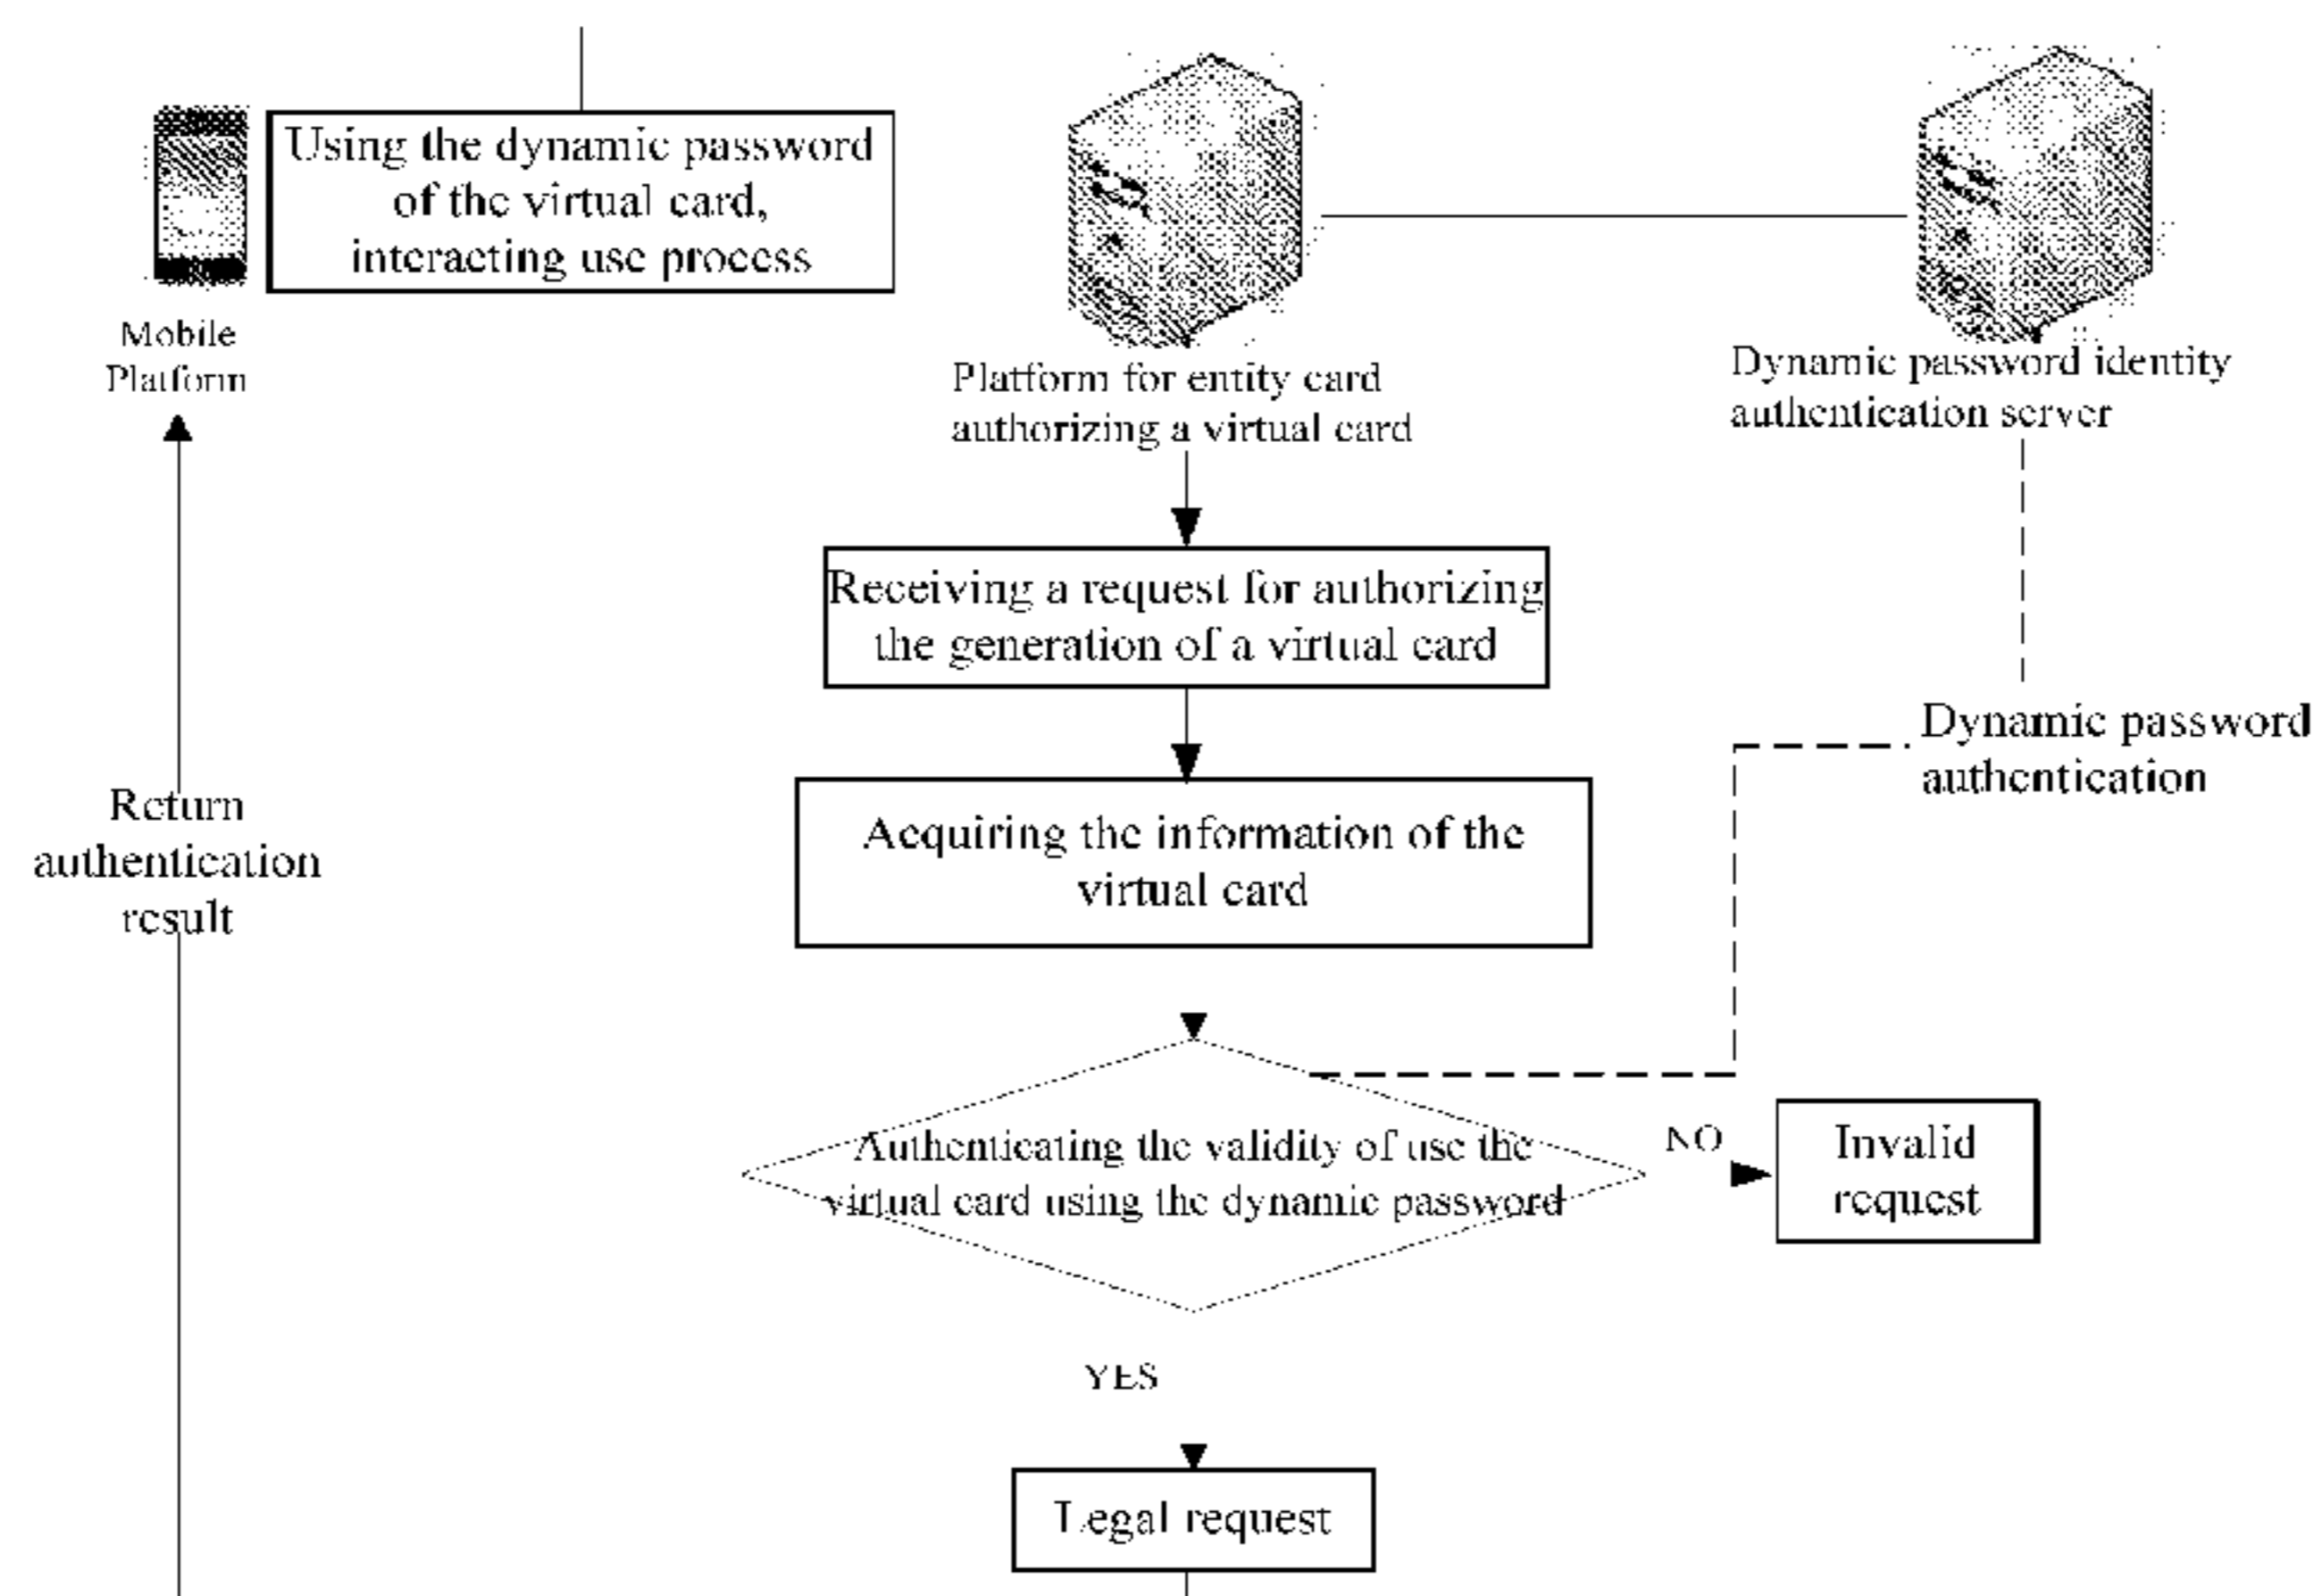 Using the dynamic password
of the virtual card,
interacting use process
Mobile
Platform
Platform for entity card
authorizing a virtual card
Dynamic password identity
authentication server
Receiving a request for authorizing
the generation of a virtual card
Dynamic password
authentication
Acquiring the information of the
virtual card
Return
authentication
result
Authenticating the validity of use the
virtual card using the dynamic password
NO
Invalid
request
YES
Legal request